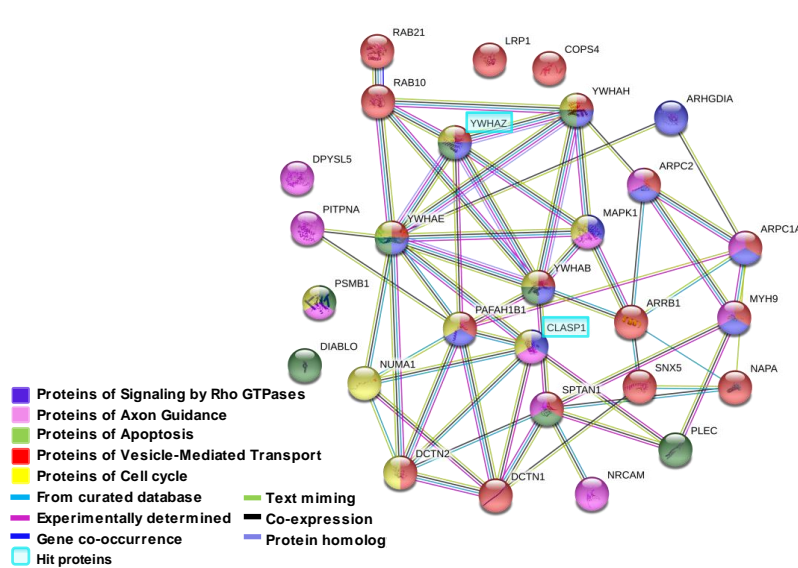 RAB21
LRP1
COPS4
RAB10
YWHAH
ARHGDIA
YWHAZ
DPYSL5
ARPC2
PITPNA
YWHAE
MAPK1
ARPC1A
YWHAB
PSMB1
PAFAH1B1
ARRB1
MYH9
CLASP1
DIABLO
NUMA1
SNX5
NAPA
SPTAN1
PLEC
DCTN2
DCTN1
NRCAM
Proteins of Signaling by Rho GTPases
Proteins of Axon Guidance
Proteins of Apoptosis
Proteins of Vesicle-Mediated Transport
Proteins of Cell cycle
From curated database Text miming
Experimentally determined Co-expression
Gene co-occurrence Protein homolog
Hit proteins